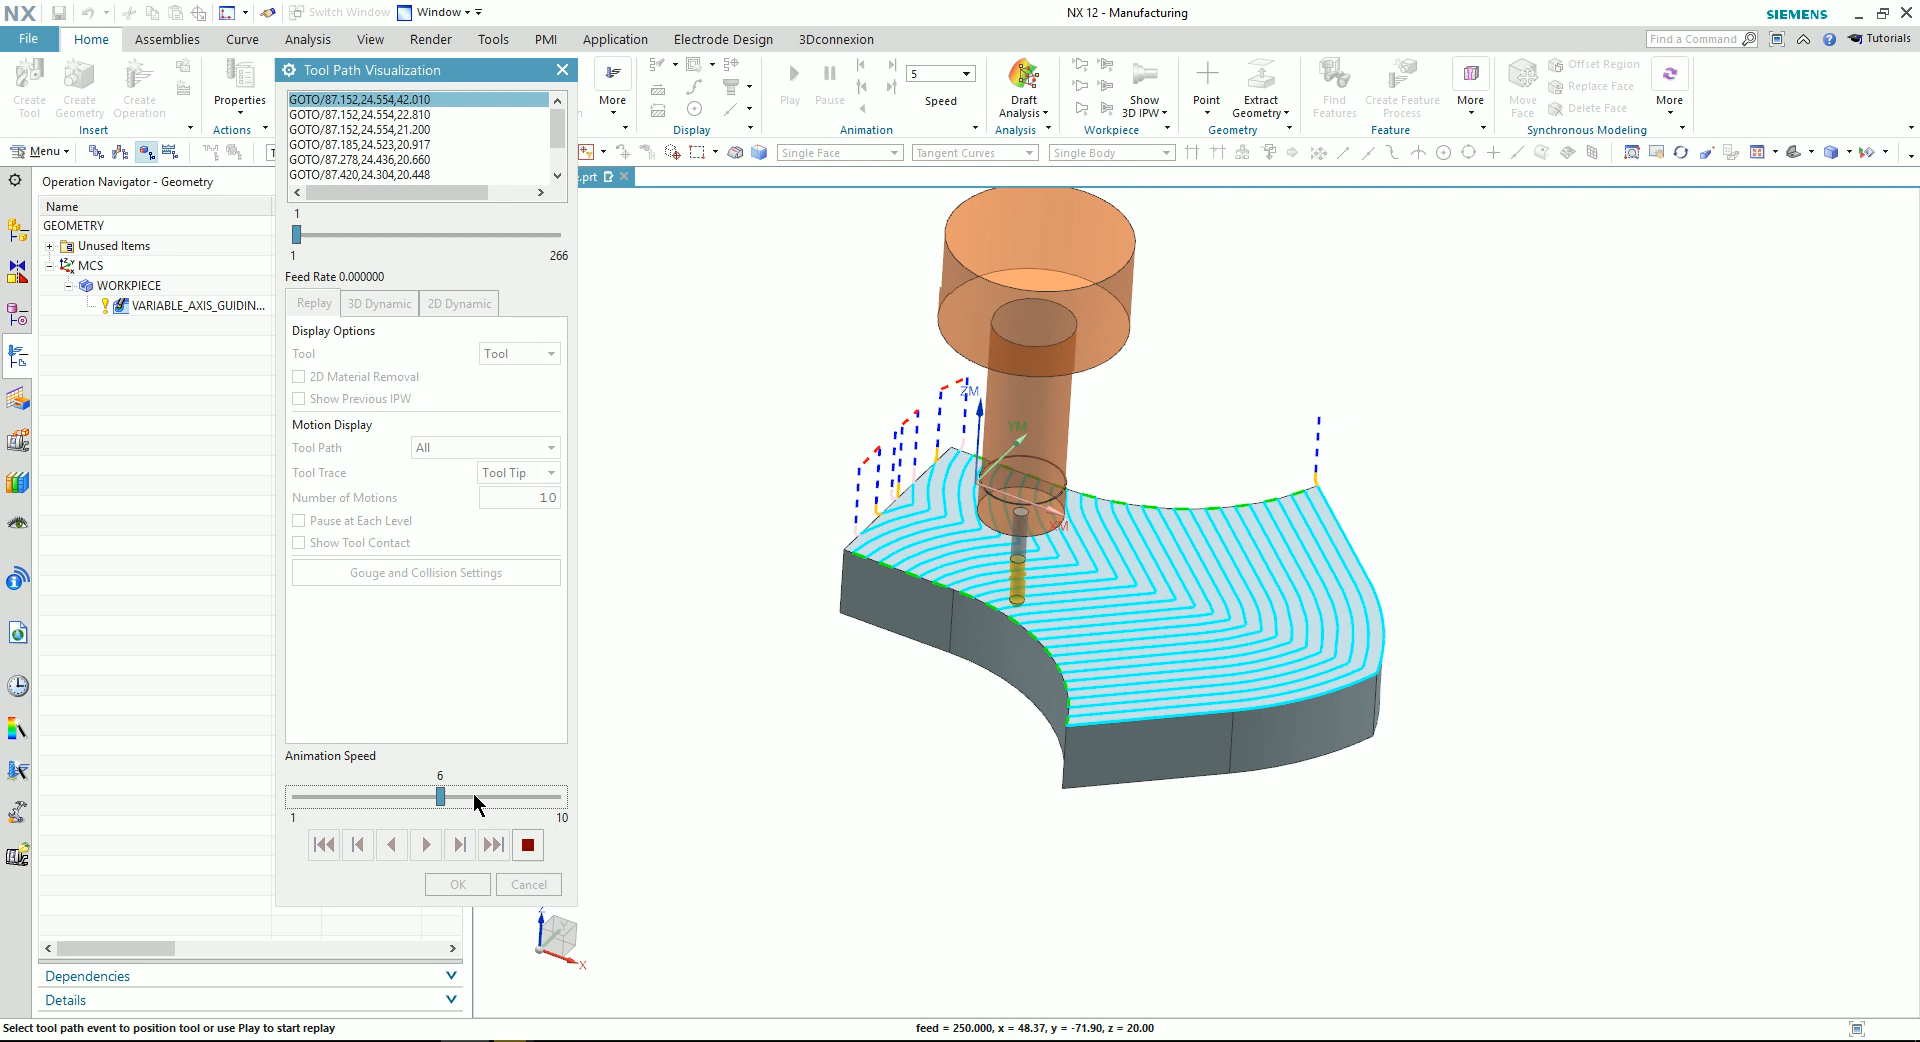 NX
Switch Window
Window
NX 12 - Manufacturing
SIEMENS
File
Home
Assemblies
Curve
Analysis
View
Render
Tools
PMI
Application
Electrode Design
3Dconnexion
Find a Command
Tutorials
Create Tool
Create Geometry
Create Operation
Insert
Properties
Actions
More
Display
Play
Pause
5
Speed
Animation
Draft Analysis
Analysis
Show 3D IPW
Workpiece
Point
Extract Geometry
Geometry
Find Features
Create Feature Process
More
Feature
Move Face
Offset Region
Replace Face
Delete Face
More
Synchronous Modeling
Menu
Single Face
Tangent Curves
Single Body
.prt
Operation Navigator - Geometry
Name
GEOMETRY
Unused Items
MCS
WORKPIECE
VARIABLE_AXIS_GUIDIN...
Dependencies
Details
Tool Path Visualization
GOTO/87.152,24.554,42.010
GOTO/87.152,24.554,22.810
GOTO/87.152,24.554,21.200
GOTO/87.185,24.523,20.917
GOTO/87.278,24.436,20.660
GOTO/87.420,24.304,20.448
1
1
266
Feed Rate 0.000000
Replay
3D Dynamic
2D Dynamic
Display Options
Tool
Tool
2D Material Removal
Show Previous IPW
Motion Display
Tool Path
All
Tool Trace
Tool Tip
Number of Motions
10
Pause at Each Level
Show Tool Contact
Gouge and Collision Settings
Animation Speed
6
1
10
OK
Cancel
ZM
YM
XM
Z
Y
X
Select tool path event to position tool or use Play to start replay
feed = 250.000, x = 48.37, y = -71.90, z = 20.00